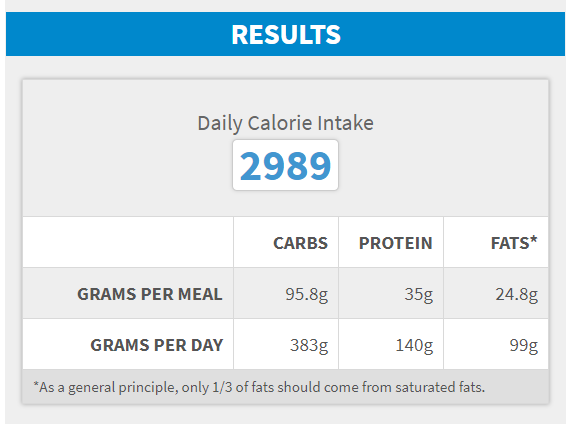 RESULTS
Daily Calorie Intake
2989
CARBS PROTEIN FATS*
GRAMS PER MEAL 95.8g 35g 24.8g
GRAMS PER DAY 383g 140g 99g
*As a general principle, only 1/3 of fats should come from saturated fats.